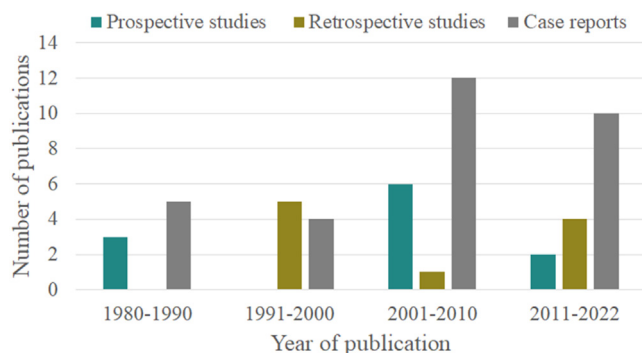 Prospective studies Retrospective studies Case reports
14
12
10
8
6
4
2
0
Number of publications
1980-1990 1991-2000 2001-2010 2011-2022
Year of publication